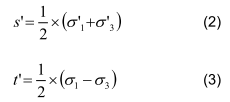 s' = 1/2 × (σ'₁ + σ'₃) (2)
t' = 1/2 × (σ₁ − σ₃) (3)